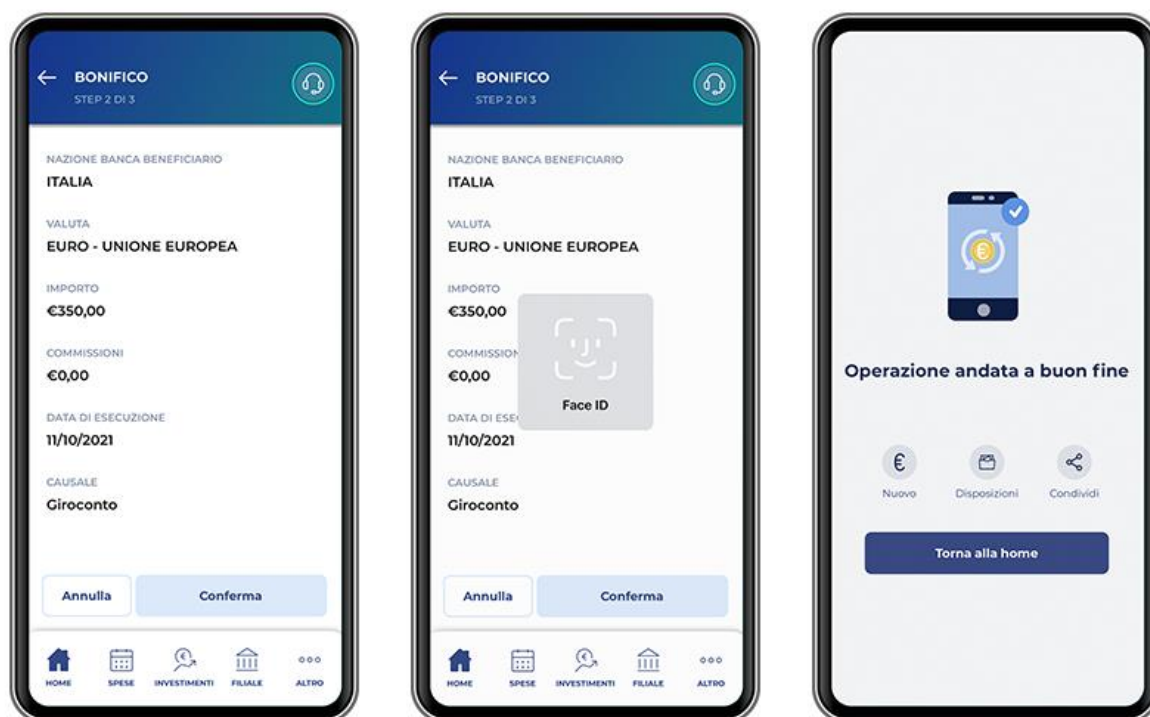 BONIFICO
STEP 2 DI 3
NAZIONE BANCA BENEFICIARIO
ITALIA
VALUTA
EURO - UNIONE EUROPEA
IMPORTO
€350,00
COMMISSIONI
€0,00
DATA DI ESECUZIONE
11/10/2021
CAUSALE
Giroconto
Annulla
Conferma
HOME
SPESE
INVESTIMENTI
FILIALE
ALTRO
BONIFICO
STEP 2 DI 3
NAZIONE BANCA BENEFICIARIO
ITALIA
VALUTA
EURO - UNIONE EUROPEA
IMPORTO
€350,00
COMMISSION
€0,00
Face ID
DATA DI ESE
11/10/2021
CAUSALE
Giroconto
Annulla
Conferma
HOME
SPESE
INVESTIMENTI
FILIALE
ALTRO
€
Operazione andata a buon fine
€
Nuovo
Disposizioni
Condividi
Torna alla home